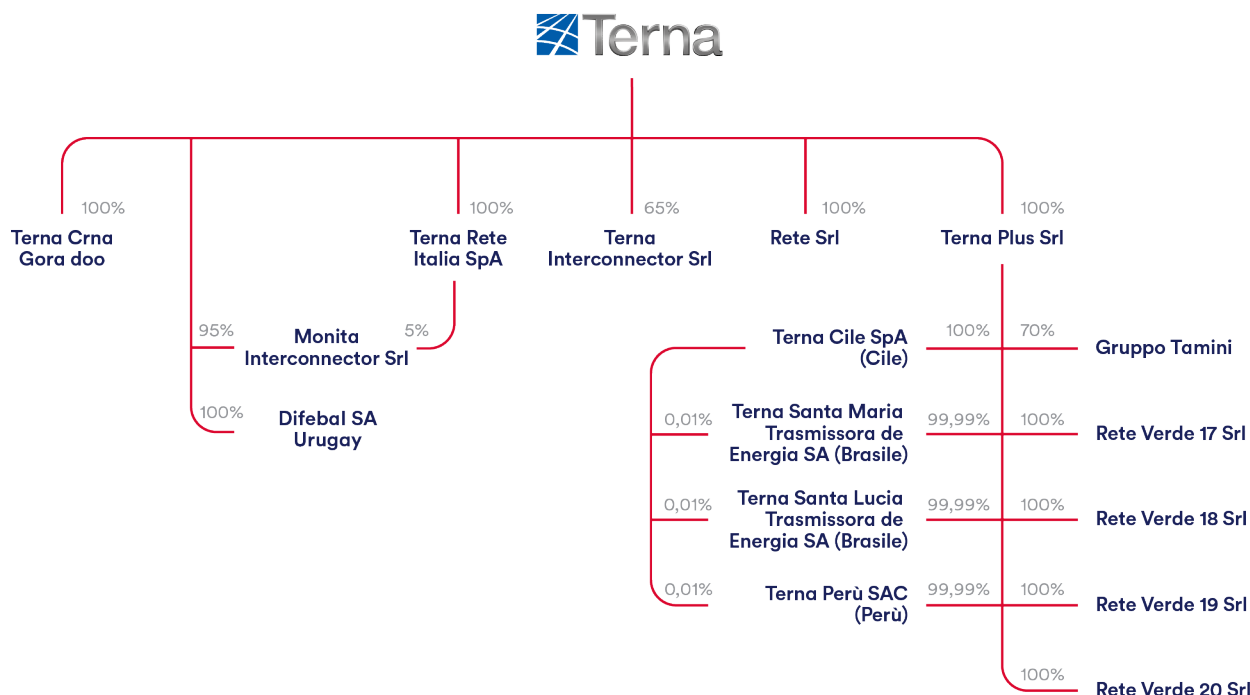 Terna
100%
Terna Crna
Gora doo
100%
Terna Rete
Italia SpA
65%
Terna
Interconnector Srl
100%
Rete Srl
100%
Terna Plus Srl
95%
Monita
Interconnector Srl
5%
100%
Difebal SA
Urugay
Terna Cile SpA
(Cile)
100%
70%
Gruppo Tamini
0,01%
Terna Santa Maria
Trasmissora de
Energia SA (Brasile)
99,99%
100%
Rete Verde 17 Srl
0,01%
Terna Santa Lucia
Trasmissora de
Energia SA (Brasile)
99,99%
100%
Rete Verde 18 Srl
0,01%
Terna Perù SAC
(Perù)
99,99%
100%
Rete Verde 19 Srl
100%
Rete Verde 20 Srl